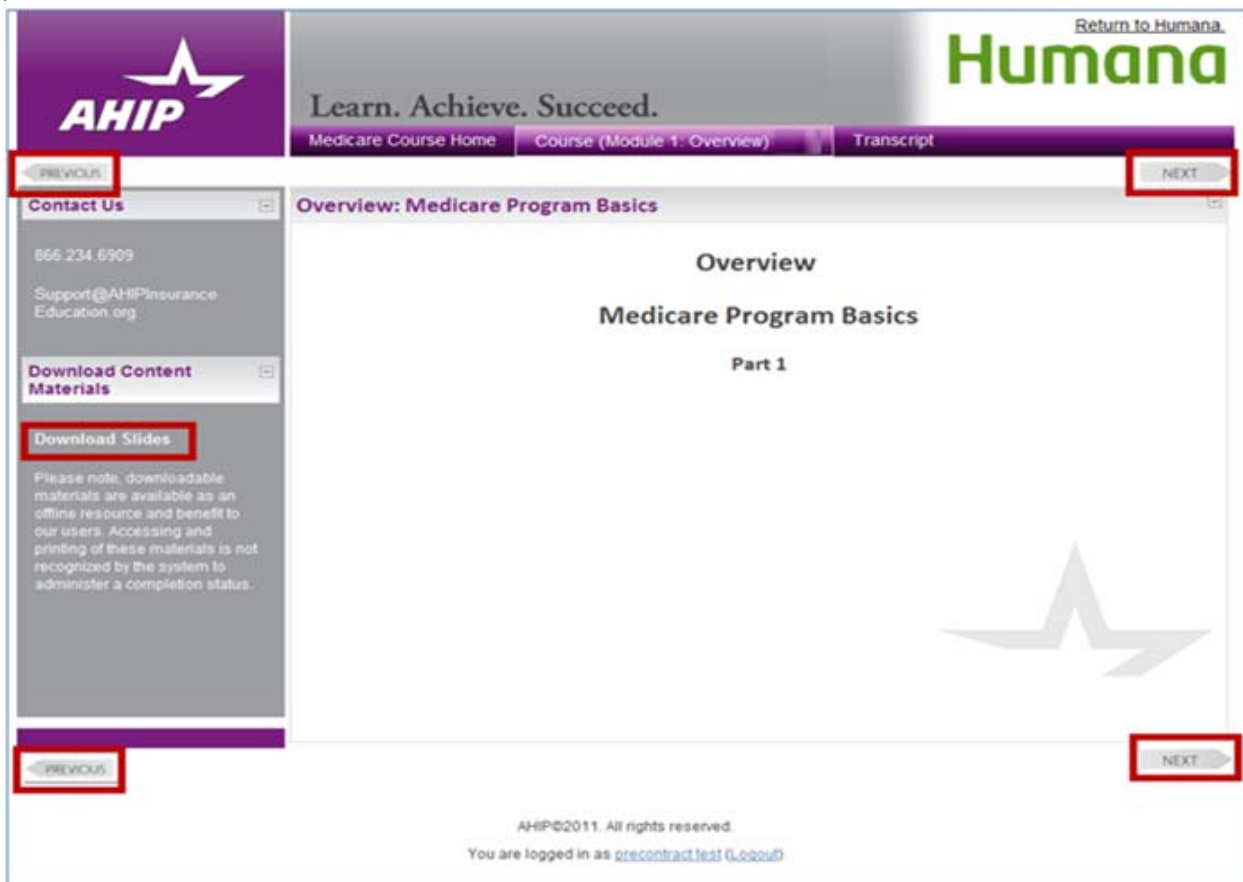 Return to Humana.
Humana
AHIP
Learn. Achieve. Succeed.
Medicare Course Home Course (Module 1: Overview) Transcript
PREVIOUS
NEXT
Contact Us
866.234.6909
Support@AHIPInsurance
Education.org
Download Content
Materials
Download Slides
Please note, downloadable
materials are available as an
offline resource and benefit to
our users. Accessing and
printing of these materials is not
recognized by the system to
administer a completion status.
Overview: Medicare Program Basics
Overview
Medicare Program Basics
Part 1
PREVIOUS
NEXT
AHIP©2011. All rights reserved.
You are logged in as precontract test (Logout)